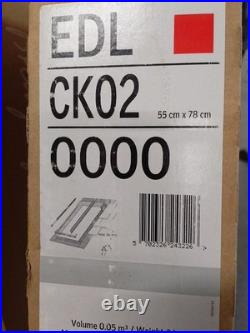 EDL
CK02
55 cm x 78 cm
0000
5 702326 243226 >
Volume 0.05 m³ / Weight